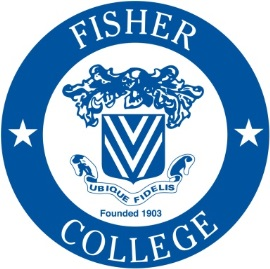 FISHER
UBIQUE FIDELIS
Founded 1903
COLLEGE